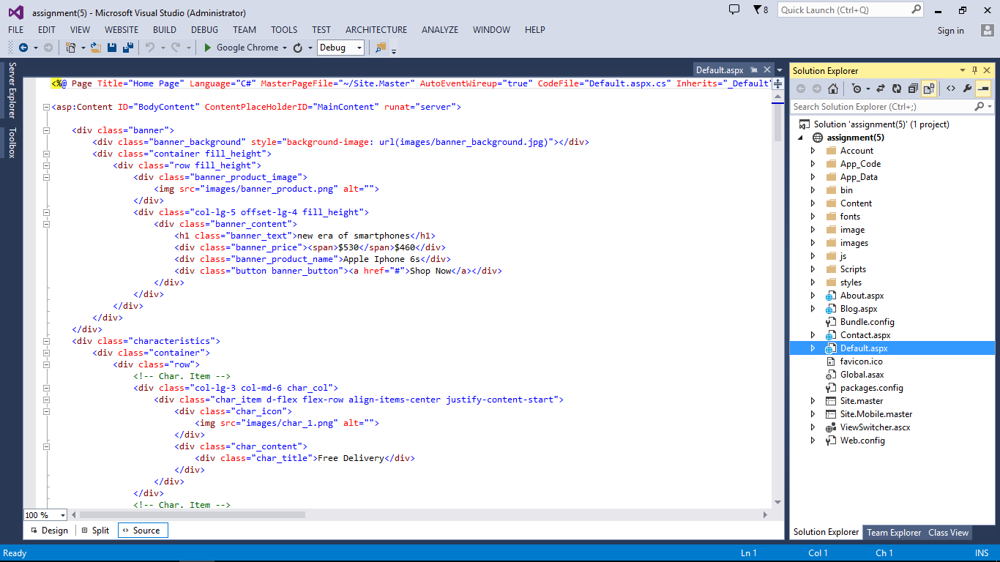 assignment(5) - Microsoft Visual Studio (Administrator)
8
Quick Launch (Ctrl+Q)
FILE EDIT VIEW WEBSITE BUILD DEBUG TEAM TOOLS TEST ARCHITECTURE ANALYZE WINDOW HELP
Sign in
Google Chrome
Debug
Server Explorer
Toolbox
Default.aspx
<%@ Page Title="Home Page" Language="C#" MasterPageFile="~/Site.Master" AutoEventWireup="true" CodeFile="Default.aspx.cs" Inherits="_Default"
<asp:Content ID="BodyContent" ContentPlaceHolderID="MainContent" runat="server">
<div class="banner">
<div class="banner_background" style="background-image: url(images/banner_background.jpg)"></div>
<div class="container fill_height">
<div class="row fill_height">
<div class="banner_product_image">
<img src="images/banner_product.png" alt="">
</div>
<div class="col-lg-5 offset-lg-4 fill_height">
<div class="banner_content">
<h1 class="banner_text">new era of smartphones</h1>
<div class="banner_price"><span>$530</span>$460</div>
<div class="banner_product_name">Apple Iphone 6s</div>
<div class="button banner_button"><a href="#">Shop Now</a></div>
</div>
</div>
</div>
</div>
</div>
<div class="characteristics">
<div class="container">
<div class="row">
<!-- Char. Item -->
<div class="col-lg-3 col-md-6 char_col">
<div class="char_item d-flex flex-row align-items-center justify-content-start">
<div class="char_icon">
<img src="images/char_1.png" alt="">
</div>
<div class="char_content">
<div class="char_title">Free Delivery</div>
</div>
</div>
</div>
<!-- Char. Item -->
100 %
Design Split Source
Solution Explorer
Search Solution Explorer (Ctrl+;)
Solution 'assignment(5)' (1 project)
assignment(5)
Account
App_Code
App_Data
bin
Content
fonts
image
images
js
Scripts
styles
About.aspx
Blog.aspx
Bundle.config
Contact.aspx
Default.aspx
favicon.ico
Global.asax
packages.config
Site.master
Site.Mobile.master
ViewSwitcher.ascx
Web.config
Solution Explorer Team Explorer Class View
Ready Ln 1 Col 1 Ch 1 INS